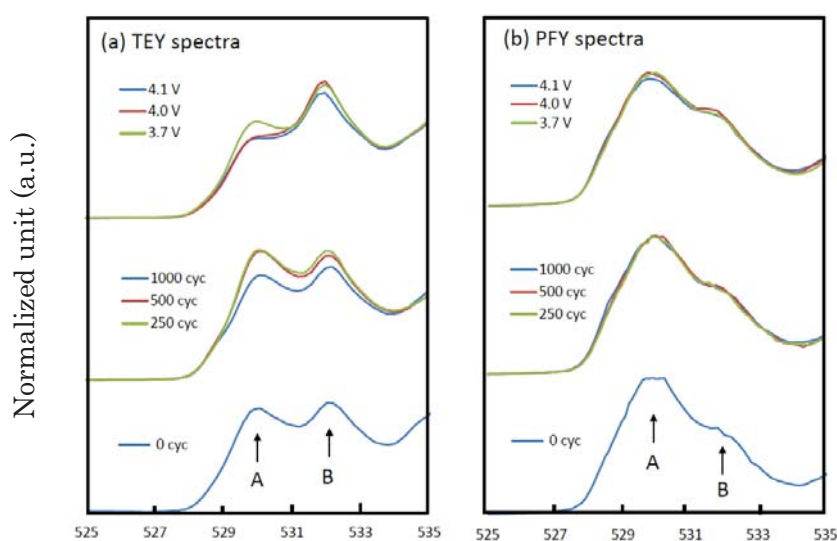 (a) TEY spectra
4.1 V
4.0 V
3.7 V
1000 cyc
500 cyc
250 cyc
0 cyc
A
B
525 527 529 531 533 535
(b) PFY spectra
4.1 V
4.0 V
3.7 V
1000 cyc
500 cyc
250 cyc
0 cyc
A
B
525 527 529 531 533 535
Normalized unit (a.u.)